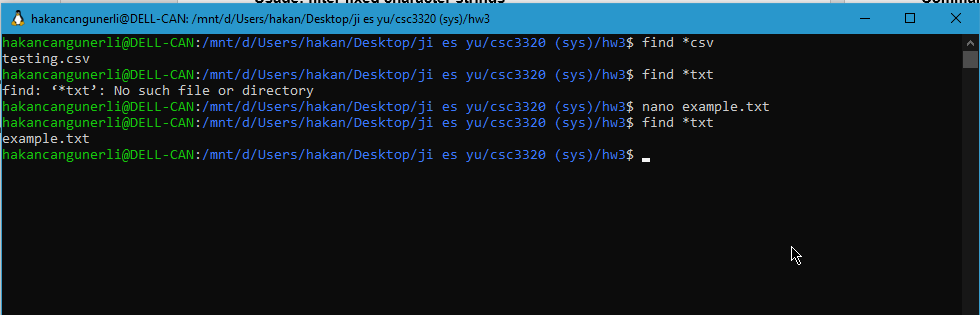 Usage: filter fixed character strings
hakancangunerli@DELL-CAN: /mnt/d/Users/hakan/Desktop/ji es yu/csc3320 (sys)/hw3
hakancangunerli@DELL-CAN:/mnt/d/Users/hakan/Desktop/ji es yu/csc3320 (sys)/hw3$ find *csv
testing.csv
hakancangunerli@DELL-CAN:/mnt/d/Users/hakan/Desktop/ji es yu/csc3320 (sys)/hw3$ find *txt
find: ‘*txt’: No such file or directory
hakancangunerli@DELL-CAN:/mnt/d/Users/hakan/Desktop/ji es yu/csc3320 (sys)/hw3$ nano example.txt
hakancangunerli@DELL-CAN:/mnt/d/Users/hakan/Desktop/ji es yu/csc3320 (sys)/hw3$ find *txt
example.txt
hakancangunerli@DELL-CAN:/mnt/d/Users/hakan/Desktop/ji es yu/csc3320 (sys)/hw3$